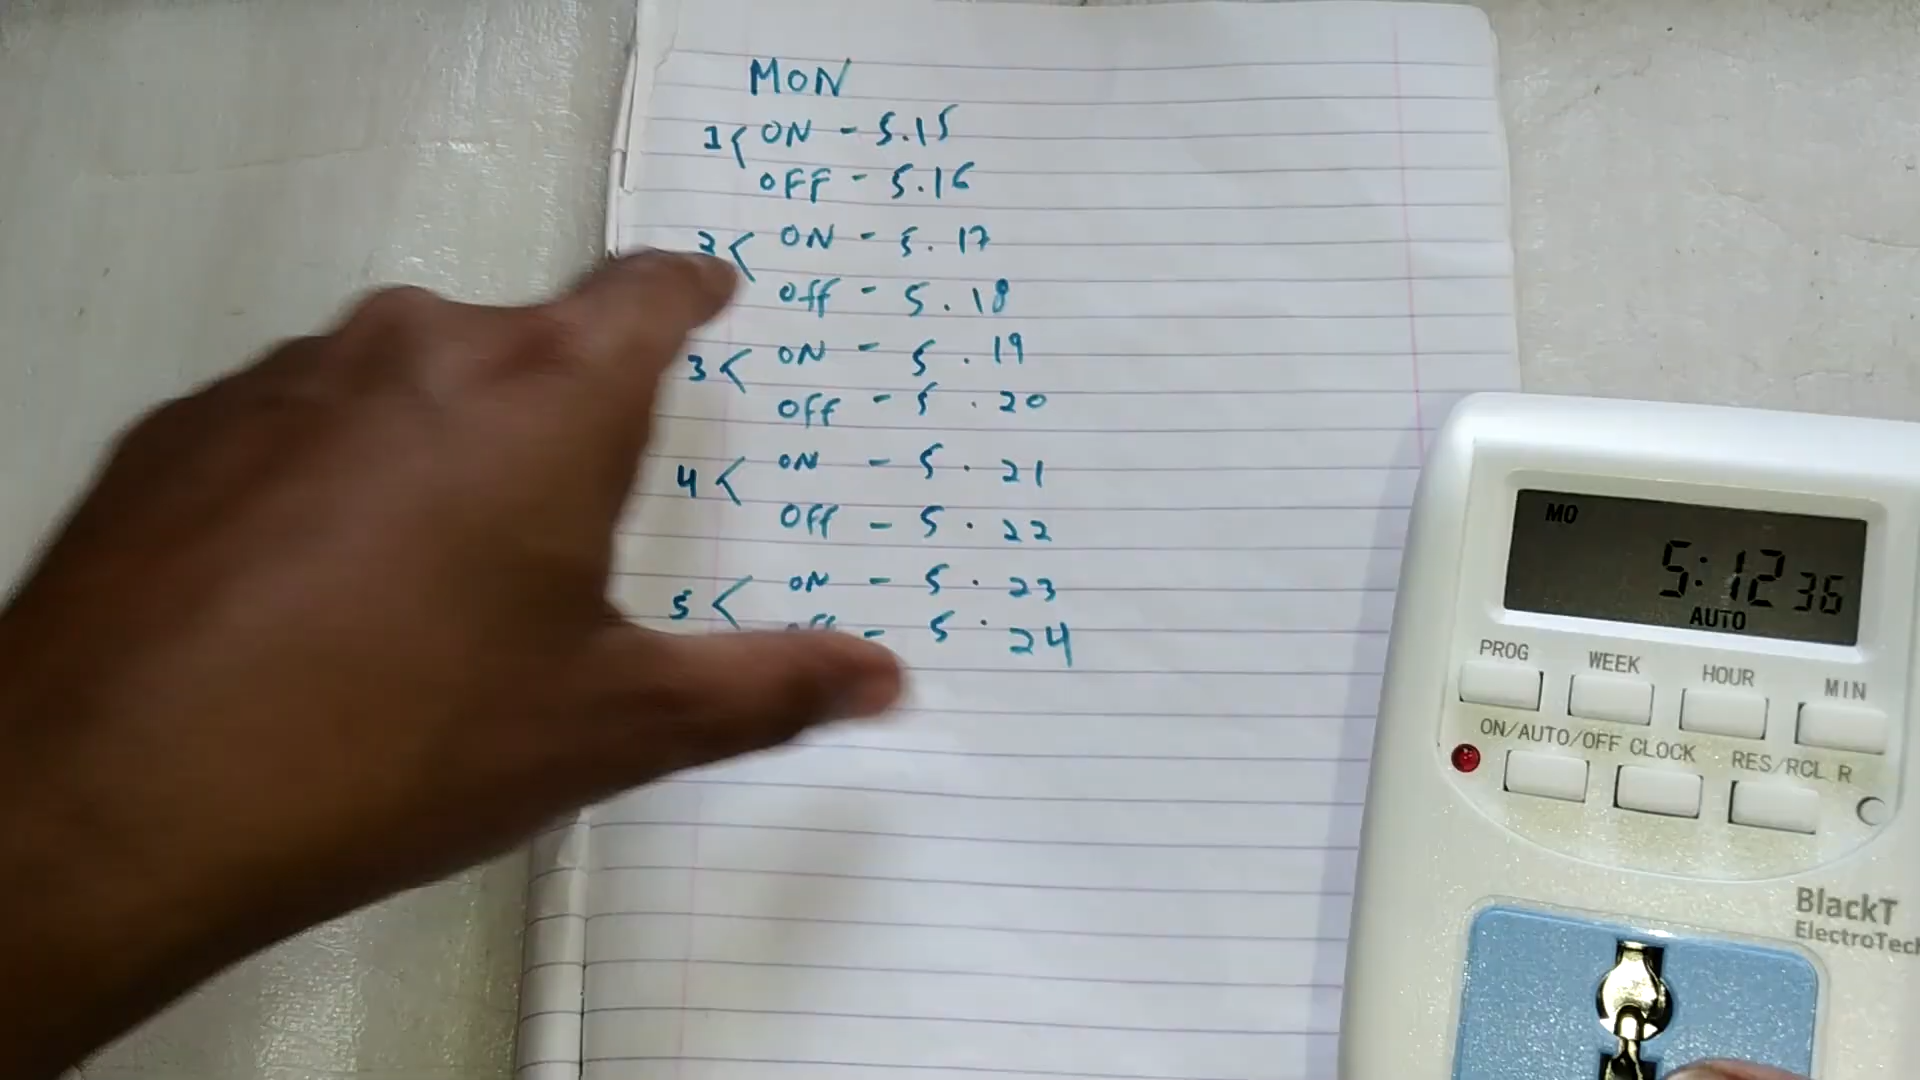 MON
1< ON - 5.15
OFF - 5.16
2< ON - 5.17
Off - 5.18
3< ON - 5.19
OFF - 5.20
4< ON - 5.21
OFF - 5.22
5< ON - 5.23
OFF - 5.24
MO
5:12 36
AUTO
PROG WEEK HOUR MIN
ON/AUTO/OFF CLOCK RES/RCL R
BlackT
ElectroTech